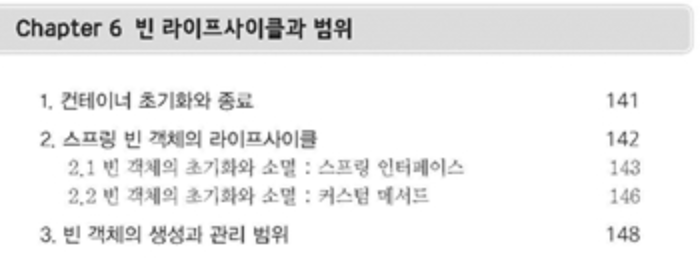 Chapter 6 빈 라이프사이클과 범위
1. 컨테이너 초기화와 종료 141
2. 스프링 빈 객체의 라이프사이클 142
2.1 빈 객체의 초기화와 소멸 : 스프링 인터페이스 143
2.2 빈 객체의 초기화와 소멸 : 커스텀 메서드 146
3. 빈 객체의 생성과 관리 범위 148